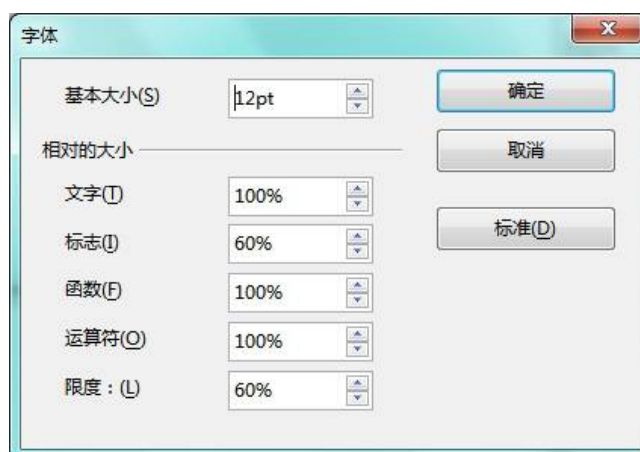 字体
基本大小(S) 12pt 确定
相对的大小 取消
文字(T) 100%
标志(I) 60% 标准(D)
函数(F) 100%
运算符(O) 100%
限度：(L) 60%